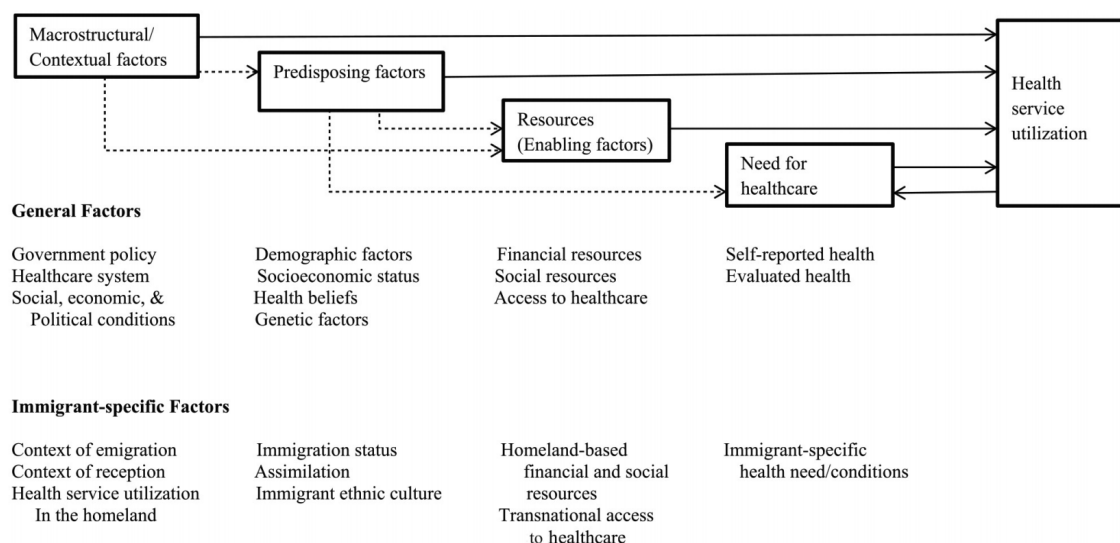 Macrostructural/
Contextual factors
Predisposing factors
Resources
(Enabling factors)
Need for
healthcare
Health
service
utilization
General Factors
Government policy
Healthcare system
Social, economic, &
Political conditions
Demographic factors
Socioeconomic status
Health beliefs
Genetic factors
Financial resources
Social resources
Access to healthcare
Self-reported health
Evaluated health
Immigrant-specific Factors
Context of emigration
Context of reception
Health service utilization
In the homeland
Immigration status
Assimilation
Immigrant ethnic culture
Homeland-based
financial and social
resources
Transnational access
to healthcare
Immigrant-specific
health need/conditions